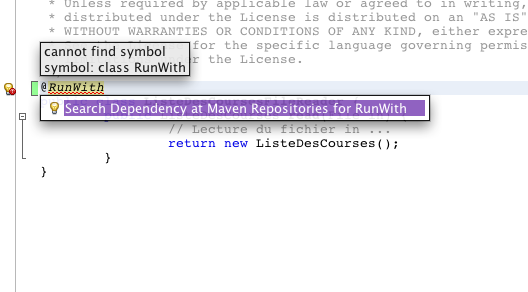 * Unless required by applicable law or agreed to in writing,
* distributed under the License is distributed on an "AS IS"
* WITHOUT WARRANTIES OR CONDITIONS OF ANY KIND, either expre
cannot find symbol
for the specific language governing permis
symbol: class RunWith
er the License.
@RunWith
Search Dependency at Maven Repositories for RunWith
// Lecture du fichier in ...
return new ListeDesCourses();
}
}